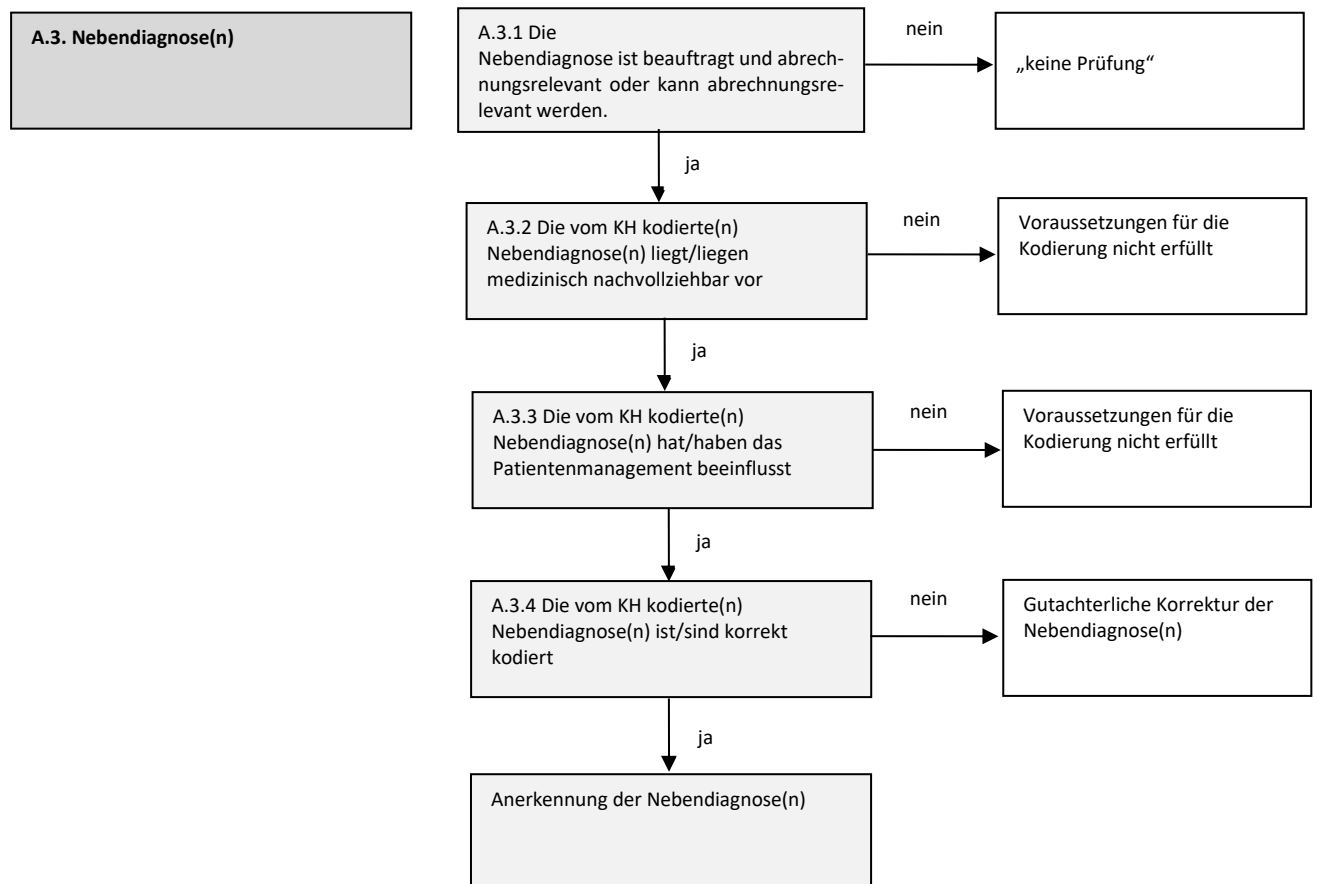 A.3. Nebendiagnose(n)
A.3.1 Die
Nebendiagnose ist beauftragt und abrech-
nungsrelevant oder kann abrechnungsre-
levant werden.
nein
„keine Prüfung“
ja
A.3.2 Die vom KH kodierte(n)
Nebendiagnose(n) liegt/liegen
medizinisch nachvollziehbar vor
nein
Voraussetzungen für die
Kodierung nicht erfüllt
ja
A.3.3 Die vom KH kodierte(n)
Nebendiagnose(n) hat/haben das
Patientenmanagement beeinflusst
nein
Voraussetzungen für die
Kodierung nicht erfüllt
ja
A.3.4 Die vom KH kodierte(n)
Nebendiagnose(n) ist/sind korrekt
kodiert
nein
Gutachterliche Korrektur der
Nebendiagnose(n)
ja
Anerkennung der Nebendiagnose(n)